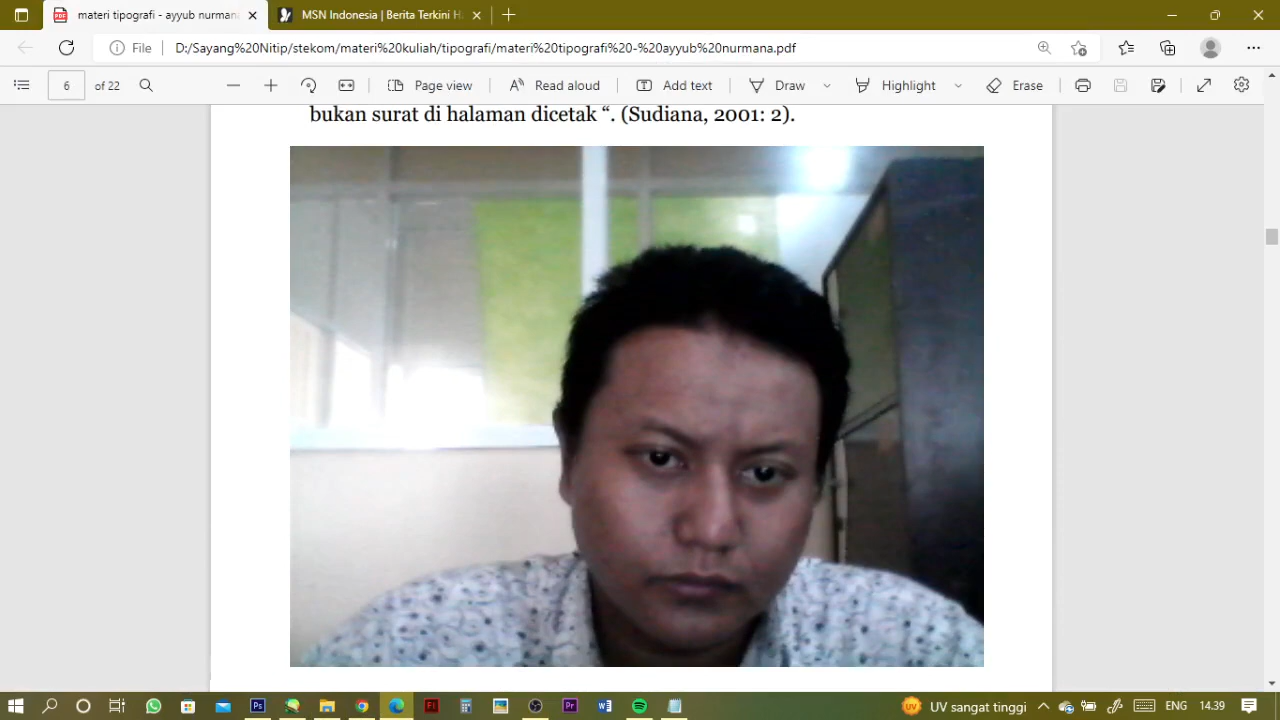 materi tipografi - ayyub nurmana
MSN Indonesia | Berita Terkini Ha
File
D:/Sayang%20Nitip/stekom/materi%20kuliah/tipografi/materi%20tipografi%20-%20ayyub%20nurmana.pdf
6 of 22
Page view
Read aloud
Add text
Draw
Highlight
Erase
bukan surat di halaman dicetak “. (Sudiana, 2001: 2).
UV sangat tinggi
ENG
14.39